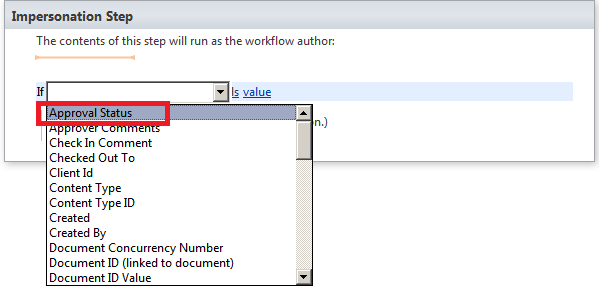 Impersonation Step
The contents of this step will run as the workflow author:
If Is value
Approval Status
Approver Comments n.)
Check In Comment
Checked Out To
Client Id
Content Type
Content Type ID
Created
Created By
Document Concurrency Number
Document ID (linked to document)
Document ID Value